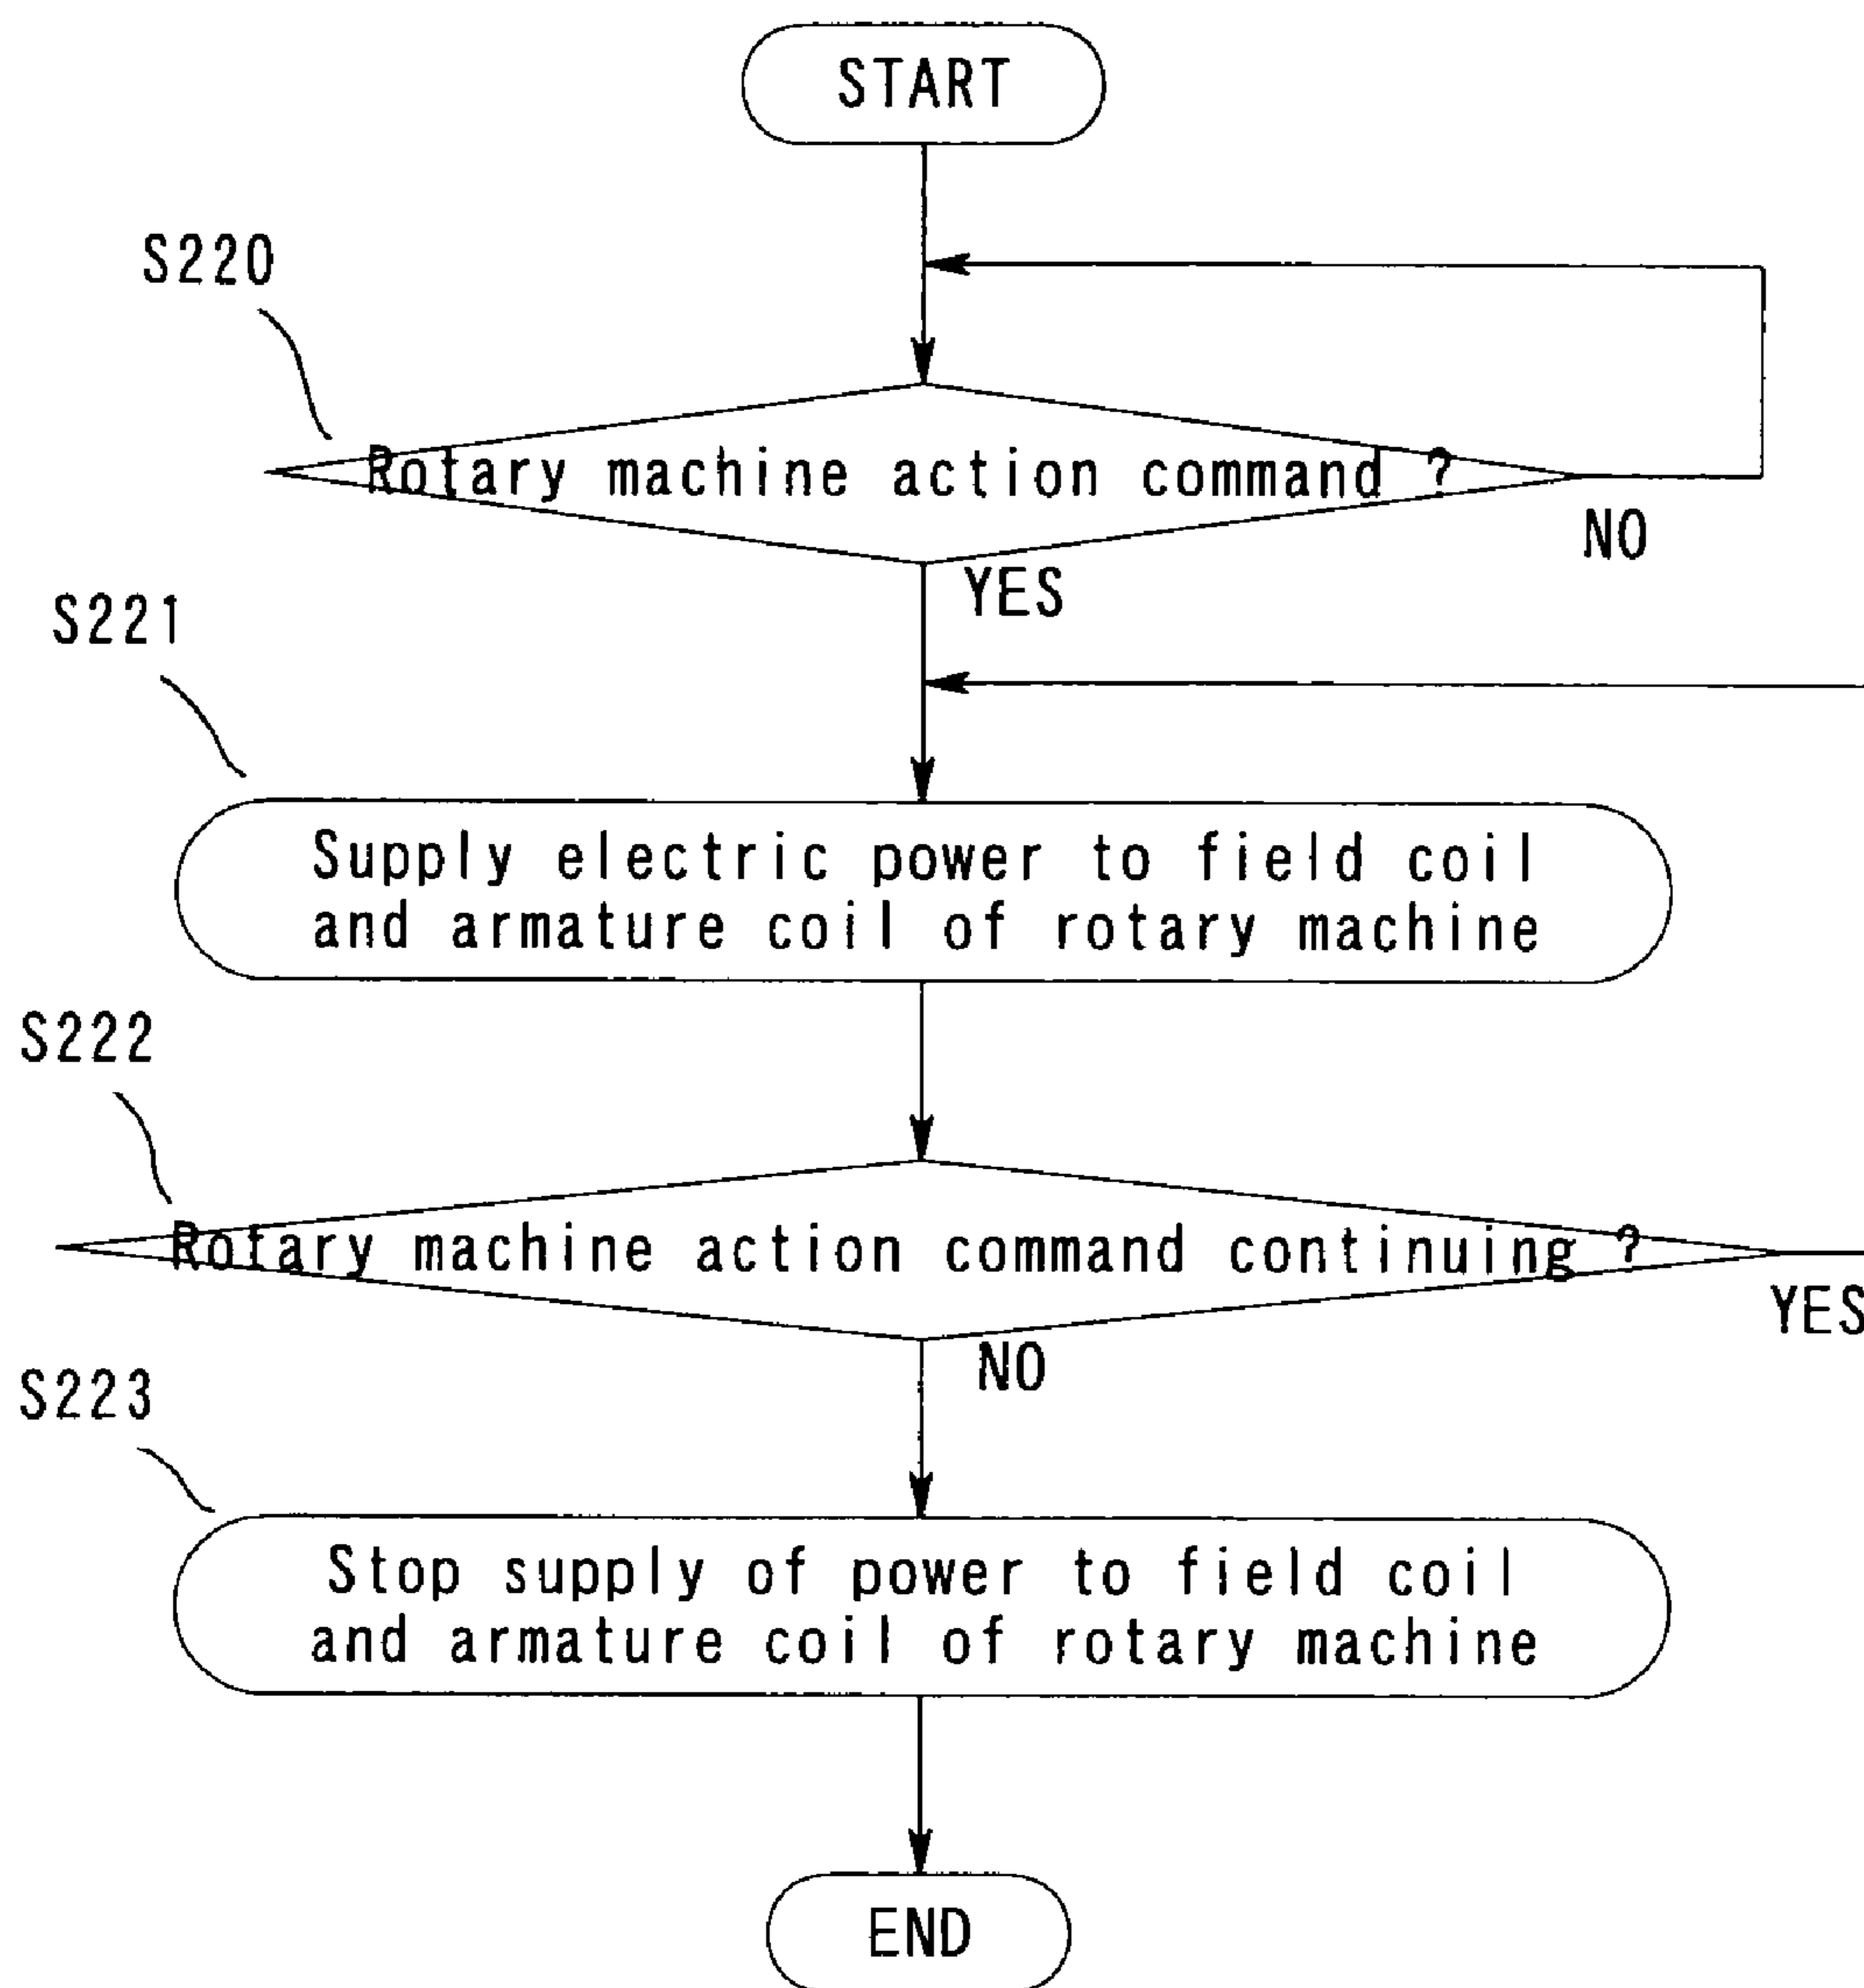 START
S220
Rotary machine action command ?
NO
YES
S221
Supply electric power to field coil
and armature coil of rotary machine
S222
Rotary machine action command continuing ?
YES
NO
S223
Stop supply of power to field coil
and armature coil of rotary machine
END